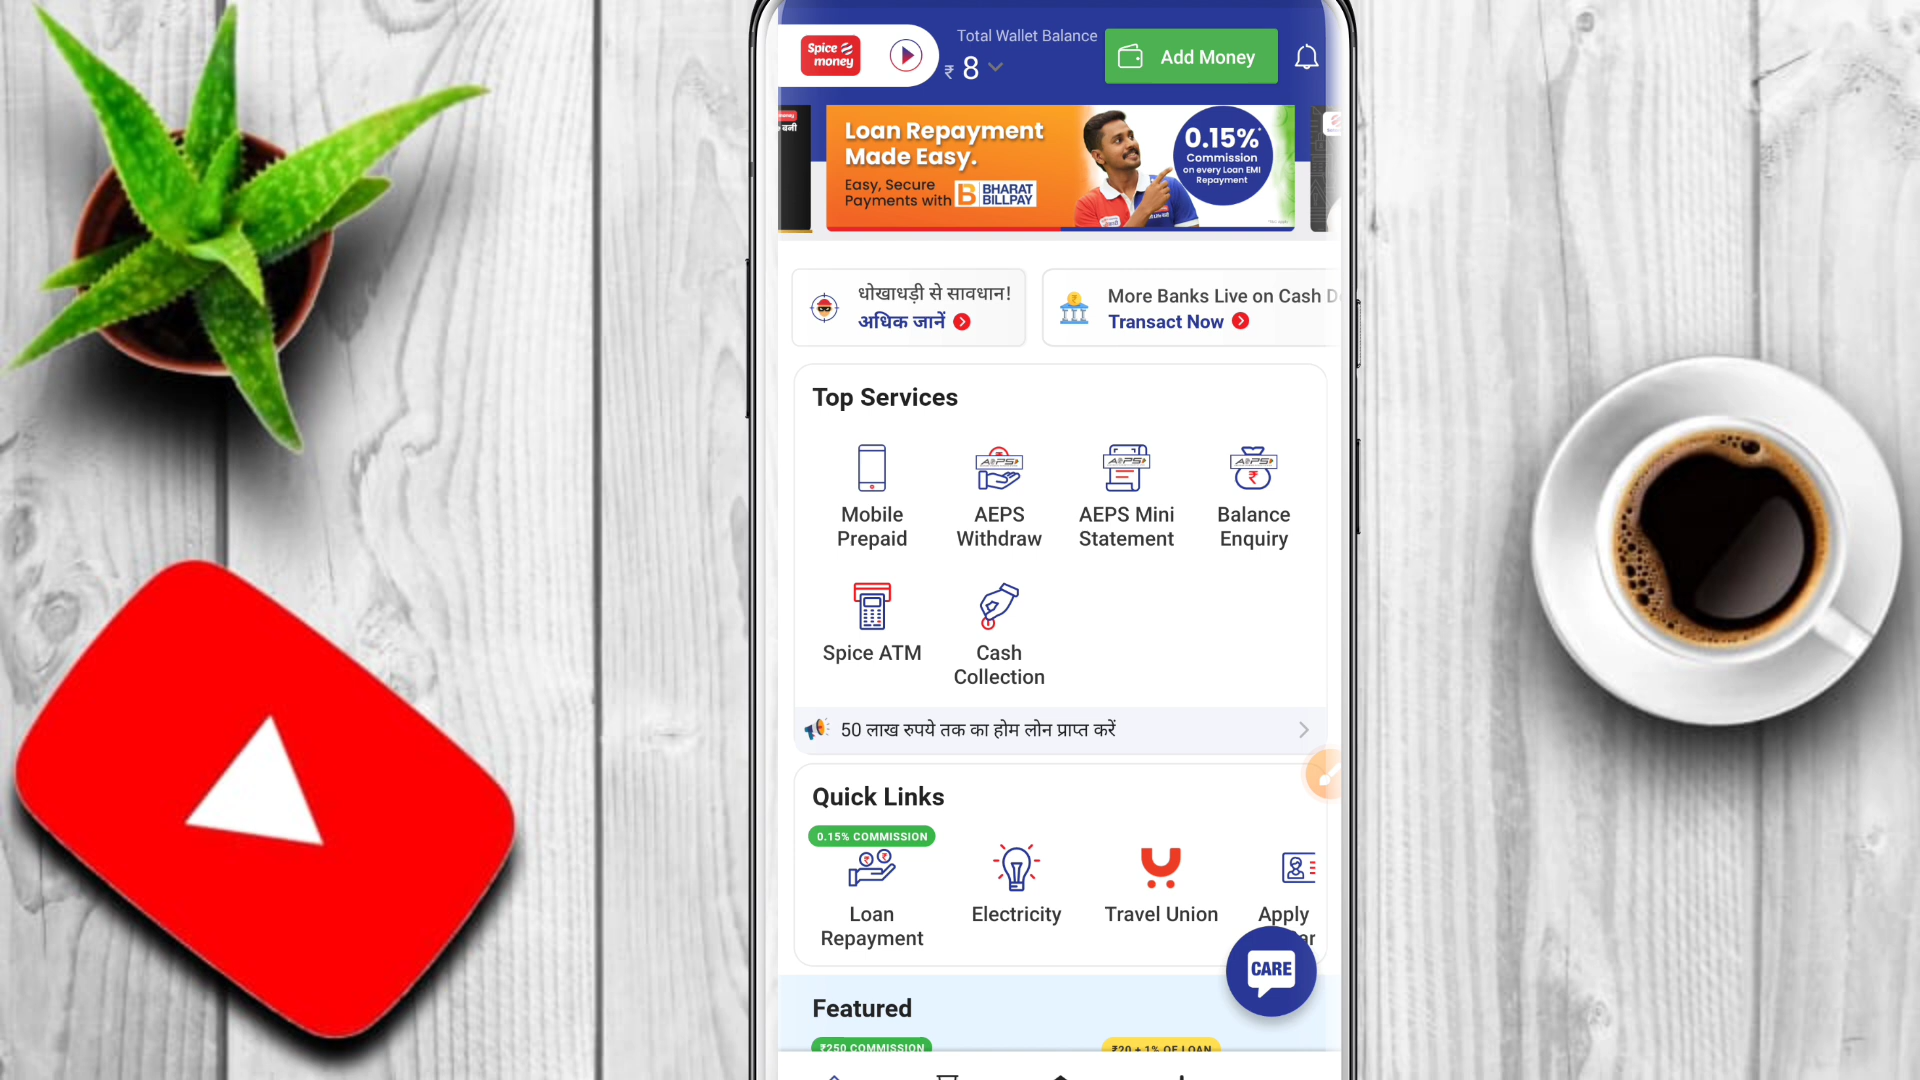 Spice money
Total Wallet Balance
₹ 8
Add Money
Loan Repayment
Made Easy.
Easy, Secure
Payments with BHARAT BILLPAY
0.15%*
Commission
on every Loan EMI
Repayment
धोखाधड़ी से सावधान!
अधिक जानें
More Banks Live on Cash D
Transact Now
Top Services
Mobile Prepaid
AEPS Withdraw
AEPS Mini Statement
Balance Enquiry
Spice ATM
Cash Collection
50 लाख रुपये तक का होम लोन प्राप्त करें
Quick Links
0.15% COMMISSION
Loan Repayment
Electricity
Travel Union
Apply
CARE
Featured
₹250 COMMISSION
₹20 + 1% OF LOAN